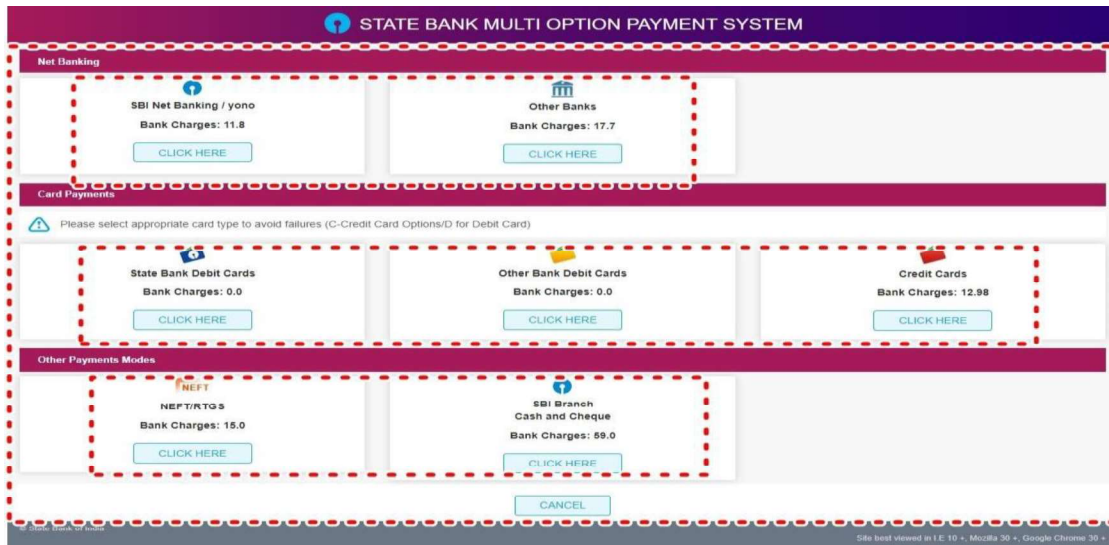 STATE BANK MULTI OPTION PAYMENT SYSTEM
Net Banking
SBI Net Banking / yono
Bank Charges: 11.8
CLICK HERE
Other Banks
Bank Charges: 17.7
CLICK HERE
Card Payments
Please select appropriate card type to avoid failures (C-Credit Card Options/D for Debit Card)
State Bank Debit Cards
Bank Charges: 0.0
CLICK HERE
Other Bank Debit Cards
Bank Charges: 0.0
CLICK HERE
Credit Cards
Bank Charges: 12.98
CLICK HERE
Other Payments Modes
NEFT
NEFT/RTGS
Bank Charges: 15.0
CLICK HERE
SBI Branch
Cash and Cheque
Bank Charges: 59.0
CLICK HERE
CANCEL
© State Bank of India
Site best viewed in I.E 10 +, Mozilla 30 +, Google Chrome 30 +